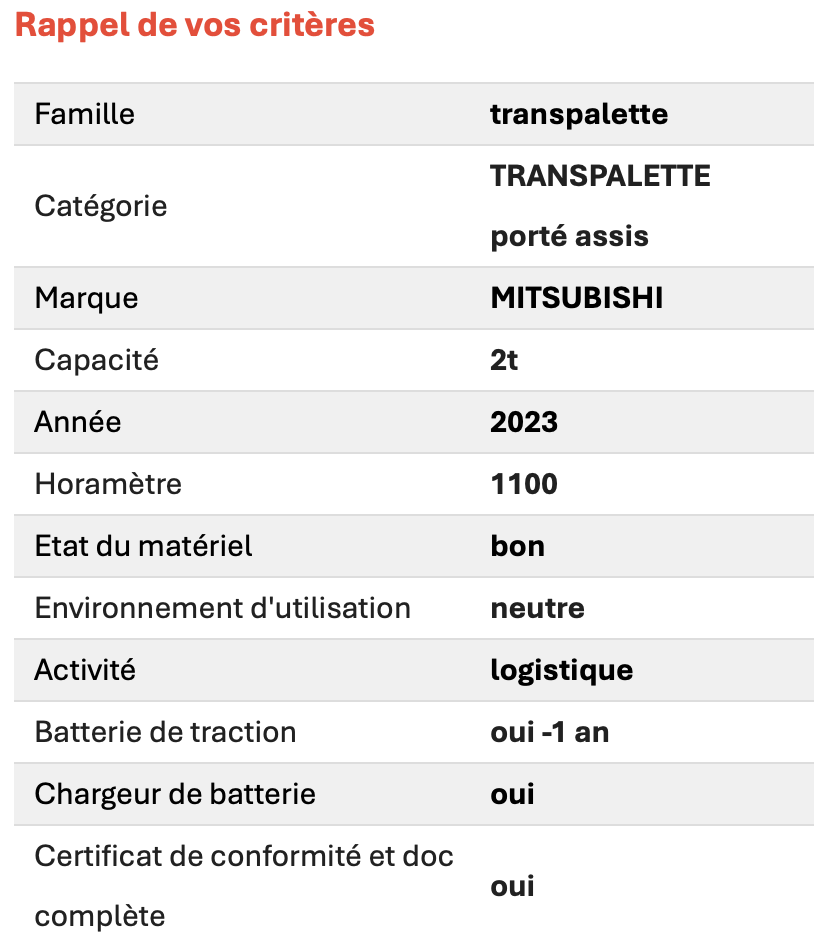 Rappel de vos critères
Famille transpalette
Catégorie TRANSPALETTE
porté assis
Marque MITSUBISHI
Capacité 2t
Année 2023
Horamètre 1100
Etat du matériel bon
Environnement d'utilisation neutre
Activité logistique
Batterie de traction oui -1 an
Chargeur de batterie oui
Certificat de conformité et doc
complète oui